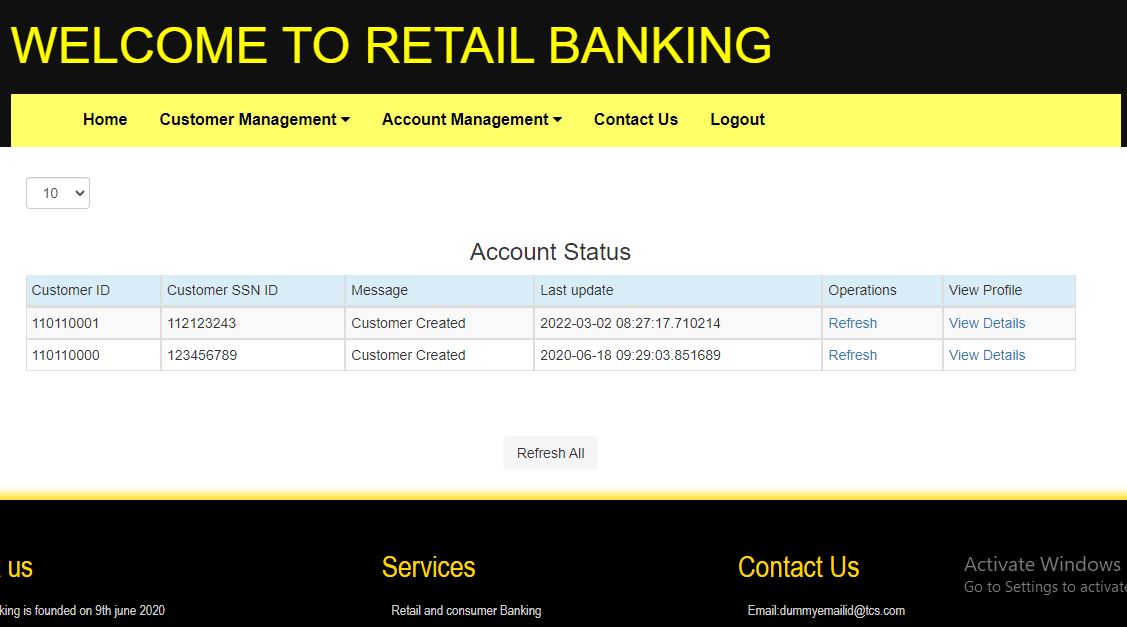 WELCOME TO RETAIL BANKING
Home Customer Management Account Management Contact Us Logout
10
Account Status
Customer ID Customer SSN ID Message Last update Operations View Profile
110110001 112123243 Customer Created 2022-03-02 08:27:17.710214 Refresh View Details
110110000 123456789 Customer Created 2020-06-18 09:29:03.851689 Refresh View Details
Refresh All
us Services Contact Us Activate Windows
Go to Settings to activate
king is founded on 9th june 2020 Retail and consumer Banking Email:dummyemailid@tcs.com